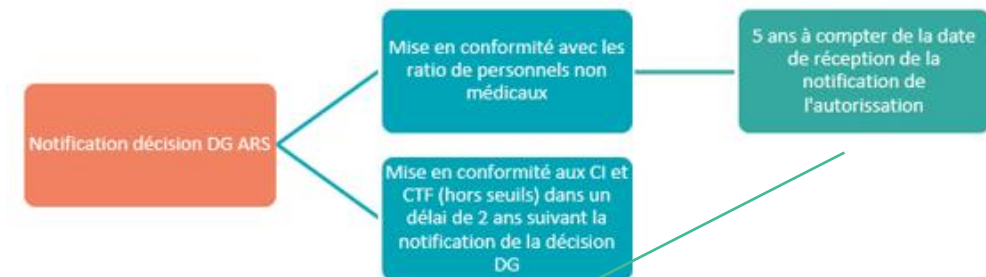 Notification décision DG ARS
Mise en conformité avec les
ratio de personnels non
médicaux
5 ans à compter de la date
de réception de la
notification de
l'autorissation
Mise en conformité aux CI et
CTF (hors seuils) dans un
délai de 2 ans suivant la
notification de la décision
DG